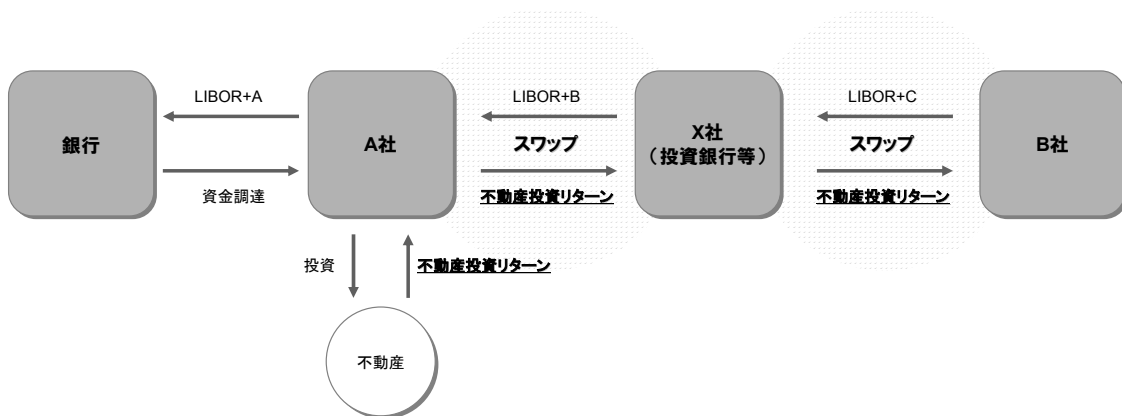 LIBOR+A
LIBOR+B
LIBOR+C
銀行
A社
スワップ
X社
（投資銀行等）
スワップ
B社
資金調達
不動産投資リターン
不動産投資リターン
投資
不動産投資リターン
不動産